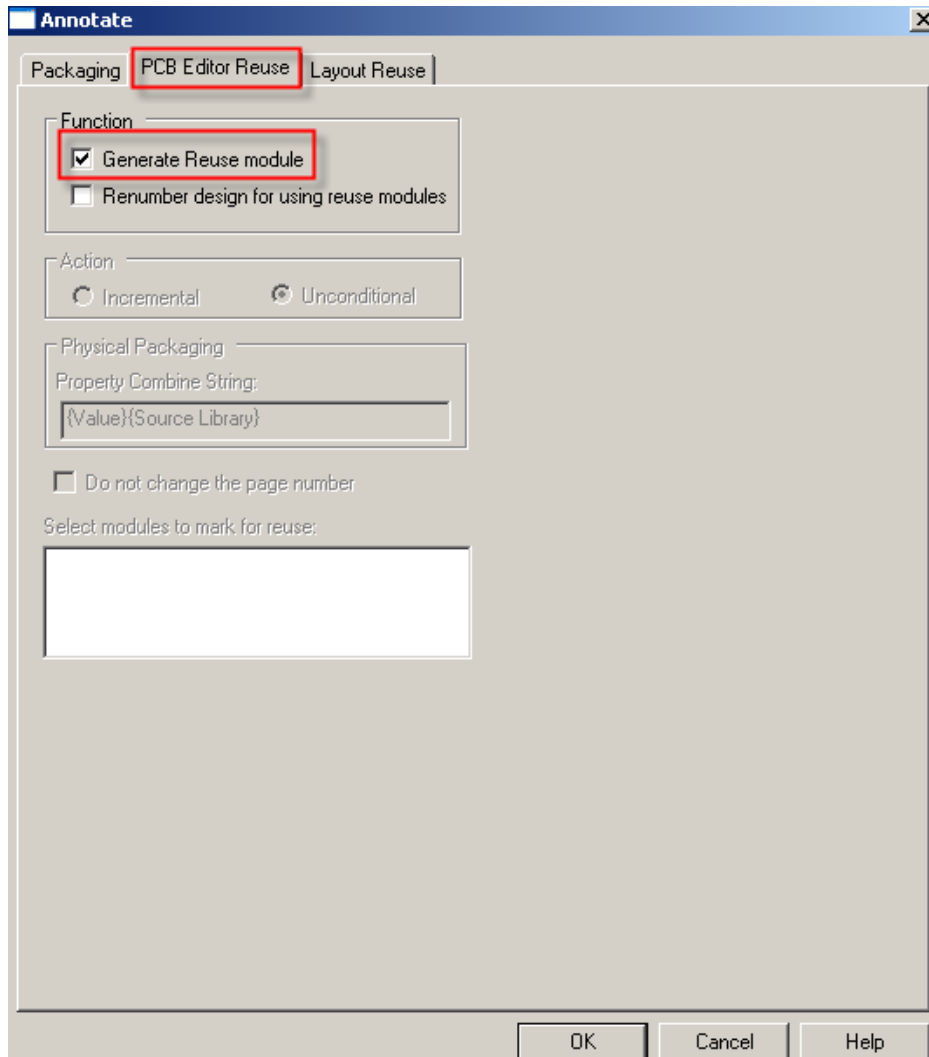 Annotate
Packaging PCB Editor Reuse Layout Reuse
Function
Generate Reuse module
Renumber design for using reuse modules
Action
Incremental Unconditional
Physical Packaging
Property Combine String:
{Value}{Source Library}
Do not change the page number
Select modules to mark for reuse:
OK Cancel Help